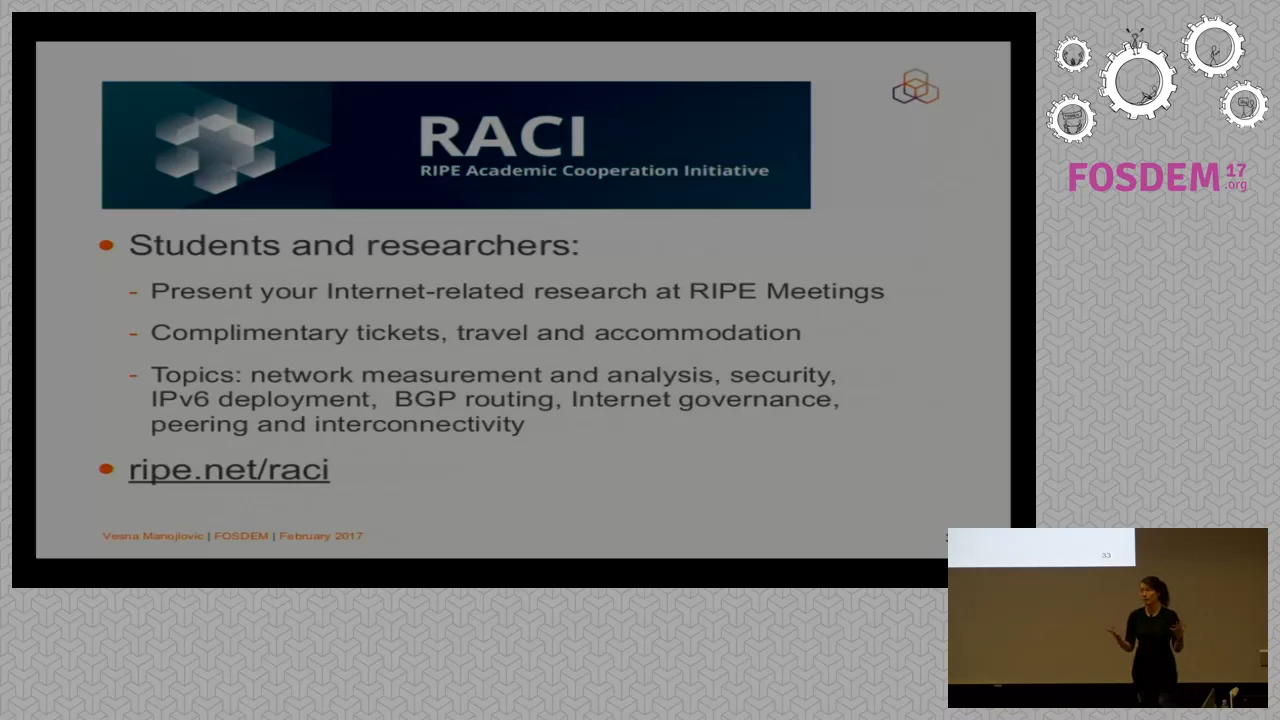 RACI
RIPE Academic Cooperation Initiative
Students and researchers:
- Present your Internet-related research at RIPE Meetings
- Complimentary tickets, travel and accommodation
- Topics: network measurement and analysis, security,
IPv6 deployment, BGP routing, Internet governance,
peering and interconnectivity
ripe.net/raci
Vesna Manojlovic | FOSDEM | February 2017
FOSDEM 17
.org
33